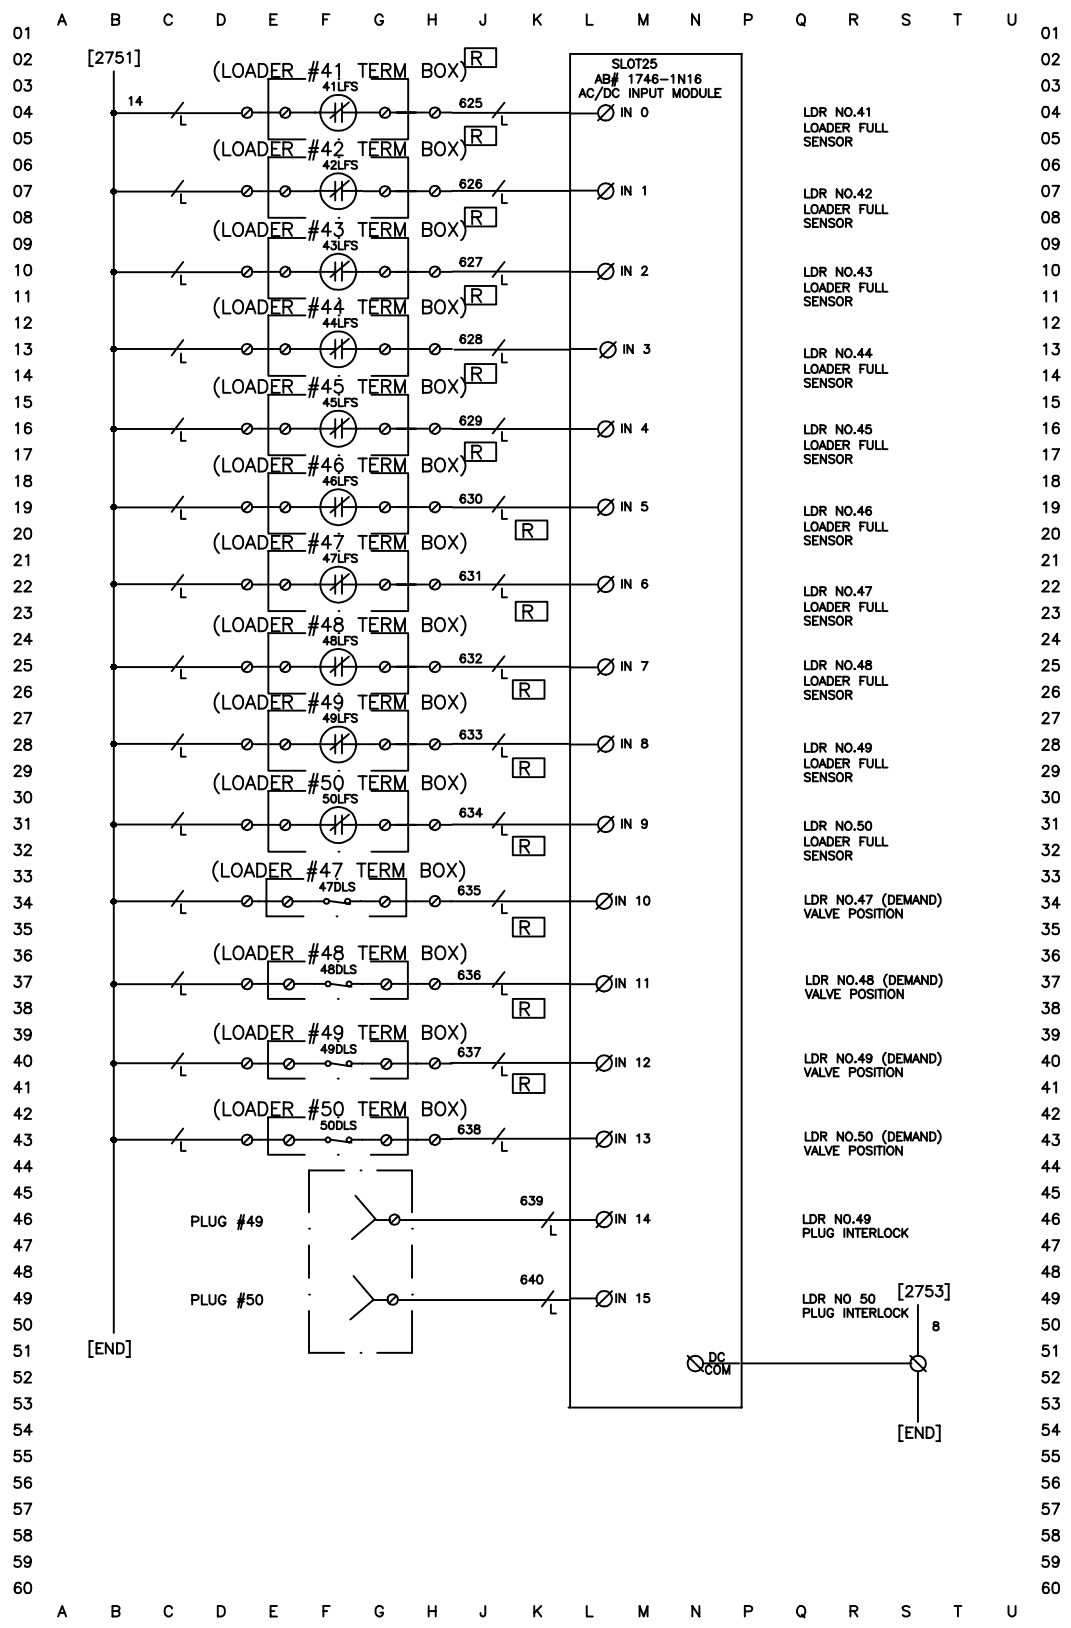 A B C D E F G H J K L M N P Q R S T U
01 01
02 [2751] R 02
(LOADER #41 TERM BOX) SLOT25
03 41LFS AB# 1746-1N16 03
AC/DC INPUT MODULE
04 14 L 625 L IN 0 LDR NO.41 04
LOADER FULL
05 R SENSOR 05
(LOADER #42 TERM BOX)
06 42LFS 06
07 L 626 L IN 1 LDR NO.42 07
LOADER FULL
08 R SENSOR 08
(LOADER #43 TERM BOX)
09 43LFS 09
10 L 627 L IN 2 LDR NO.43 10
LOADER FULL
11 R SENSOR 11
(LOADER #44 TERM BOX)
12 44LFS 12
13 L 628 L IN 3 LDR NO.44 13
LOADER FULL
14 R SENSOR 14
(LOADER #45 TERM BOX)
15 45LFS 15
16 L 629 L IN 4 LDR NO.45 16
LOADER FULL
17 R SENSOR 17
(LOADER #46 TERM BOX)
18 46LFS 18
19 L 630 L IN 5 LDR NO.46 19
LOADER FULL
20 R SENSOR 20
(LOADER #47 TERM BOX)
21 47LFS 21
22 L 631 L IN 6 LDR NO.47 22
LOADER FULL
23 R SENSOR 23
(LOADER #48 TERM BOX)
24 48LFS 24
25 L 632 L IN 7 LDR NO.48 25
LOADER FULL
26 R SENSOR 26
(LOADER #49 TERM BOX)
27 49LFS 27
28 L 633 L IN 8 LDR NO.49 28
LOADER FULL
29 R SENSOR 29
(LOADER #50 TERM BOX)
30 50LFS 30
31 L 634 L IN 9 LDR NO.50 31
LOADER FULL
32 R SENSOR 32
33 (LOADER #47 TERM BOX) 33
47DLS
34 L 635 L IN 10 LDR NO.47 (DEMAND) 34
VALVE POSITION
35 R 35
36 (LOADER #48 TERM BOX) 36
48DLS
37 L 636 L IN 11 LDR NO.48 (DEMAND) 37
VALVE POSITION
38 R 38
39 (LOADER #49 TERM BOX) 39
49DLS
40 L 637 L IN 12 LDR NO.49 (DEMAND) 40
VALVE POSITION
41 R 41
42 (LOADER #50 TERM BOX) 42
50DLS
43 L 638 L IN 13 LDR NO.50 (DEMAND) 43
VALVE POSITION
44 44
45 639 45
46 PLUG #49 L IN 14 LDR NO.49 46
PLUG INTERLOCK
47 47
48 640 48
49 PLUG #50 L IN 15 LDR NO 50 [2753] 49
PLUG INTERLOCK
50 8 50
51 [END] DC 51
COM
52 52
53 53
54 [END] 54
55 55
56 56
57 57
58 58
59 59
60 60
A B C D E F G H J K L M N P Q R S T U